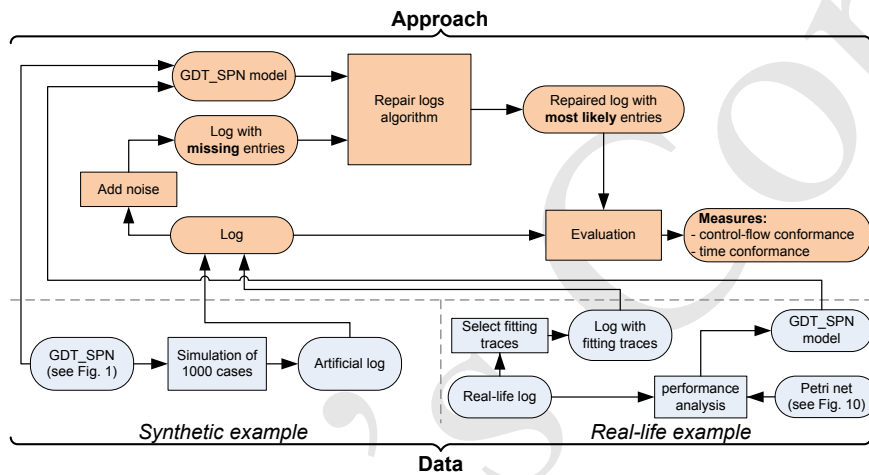 Approach
GDT_SPN model
Repair logs
algorithm
Repaired log with
most likely entries
Log with
missing entries
Add noise
Log
Evaluation
Measures:
- control-flow conformance
- time conformance
GDT_SPN
(see Fig. 1)
Simulation of
1000 cases
Artificial log
Select fitting
traces
Log with
fitting traces
GDT_SPN
model
Real-life log
performance
analysis
Petri net
(see Fig. 10)
Synthetic example
Real-life example
Data